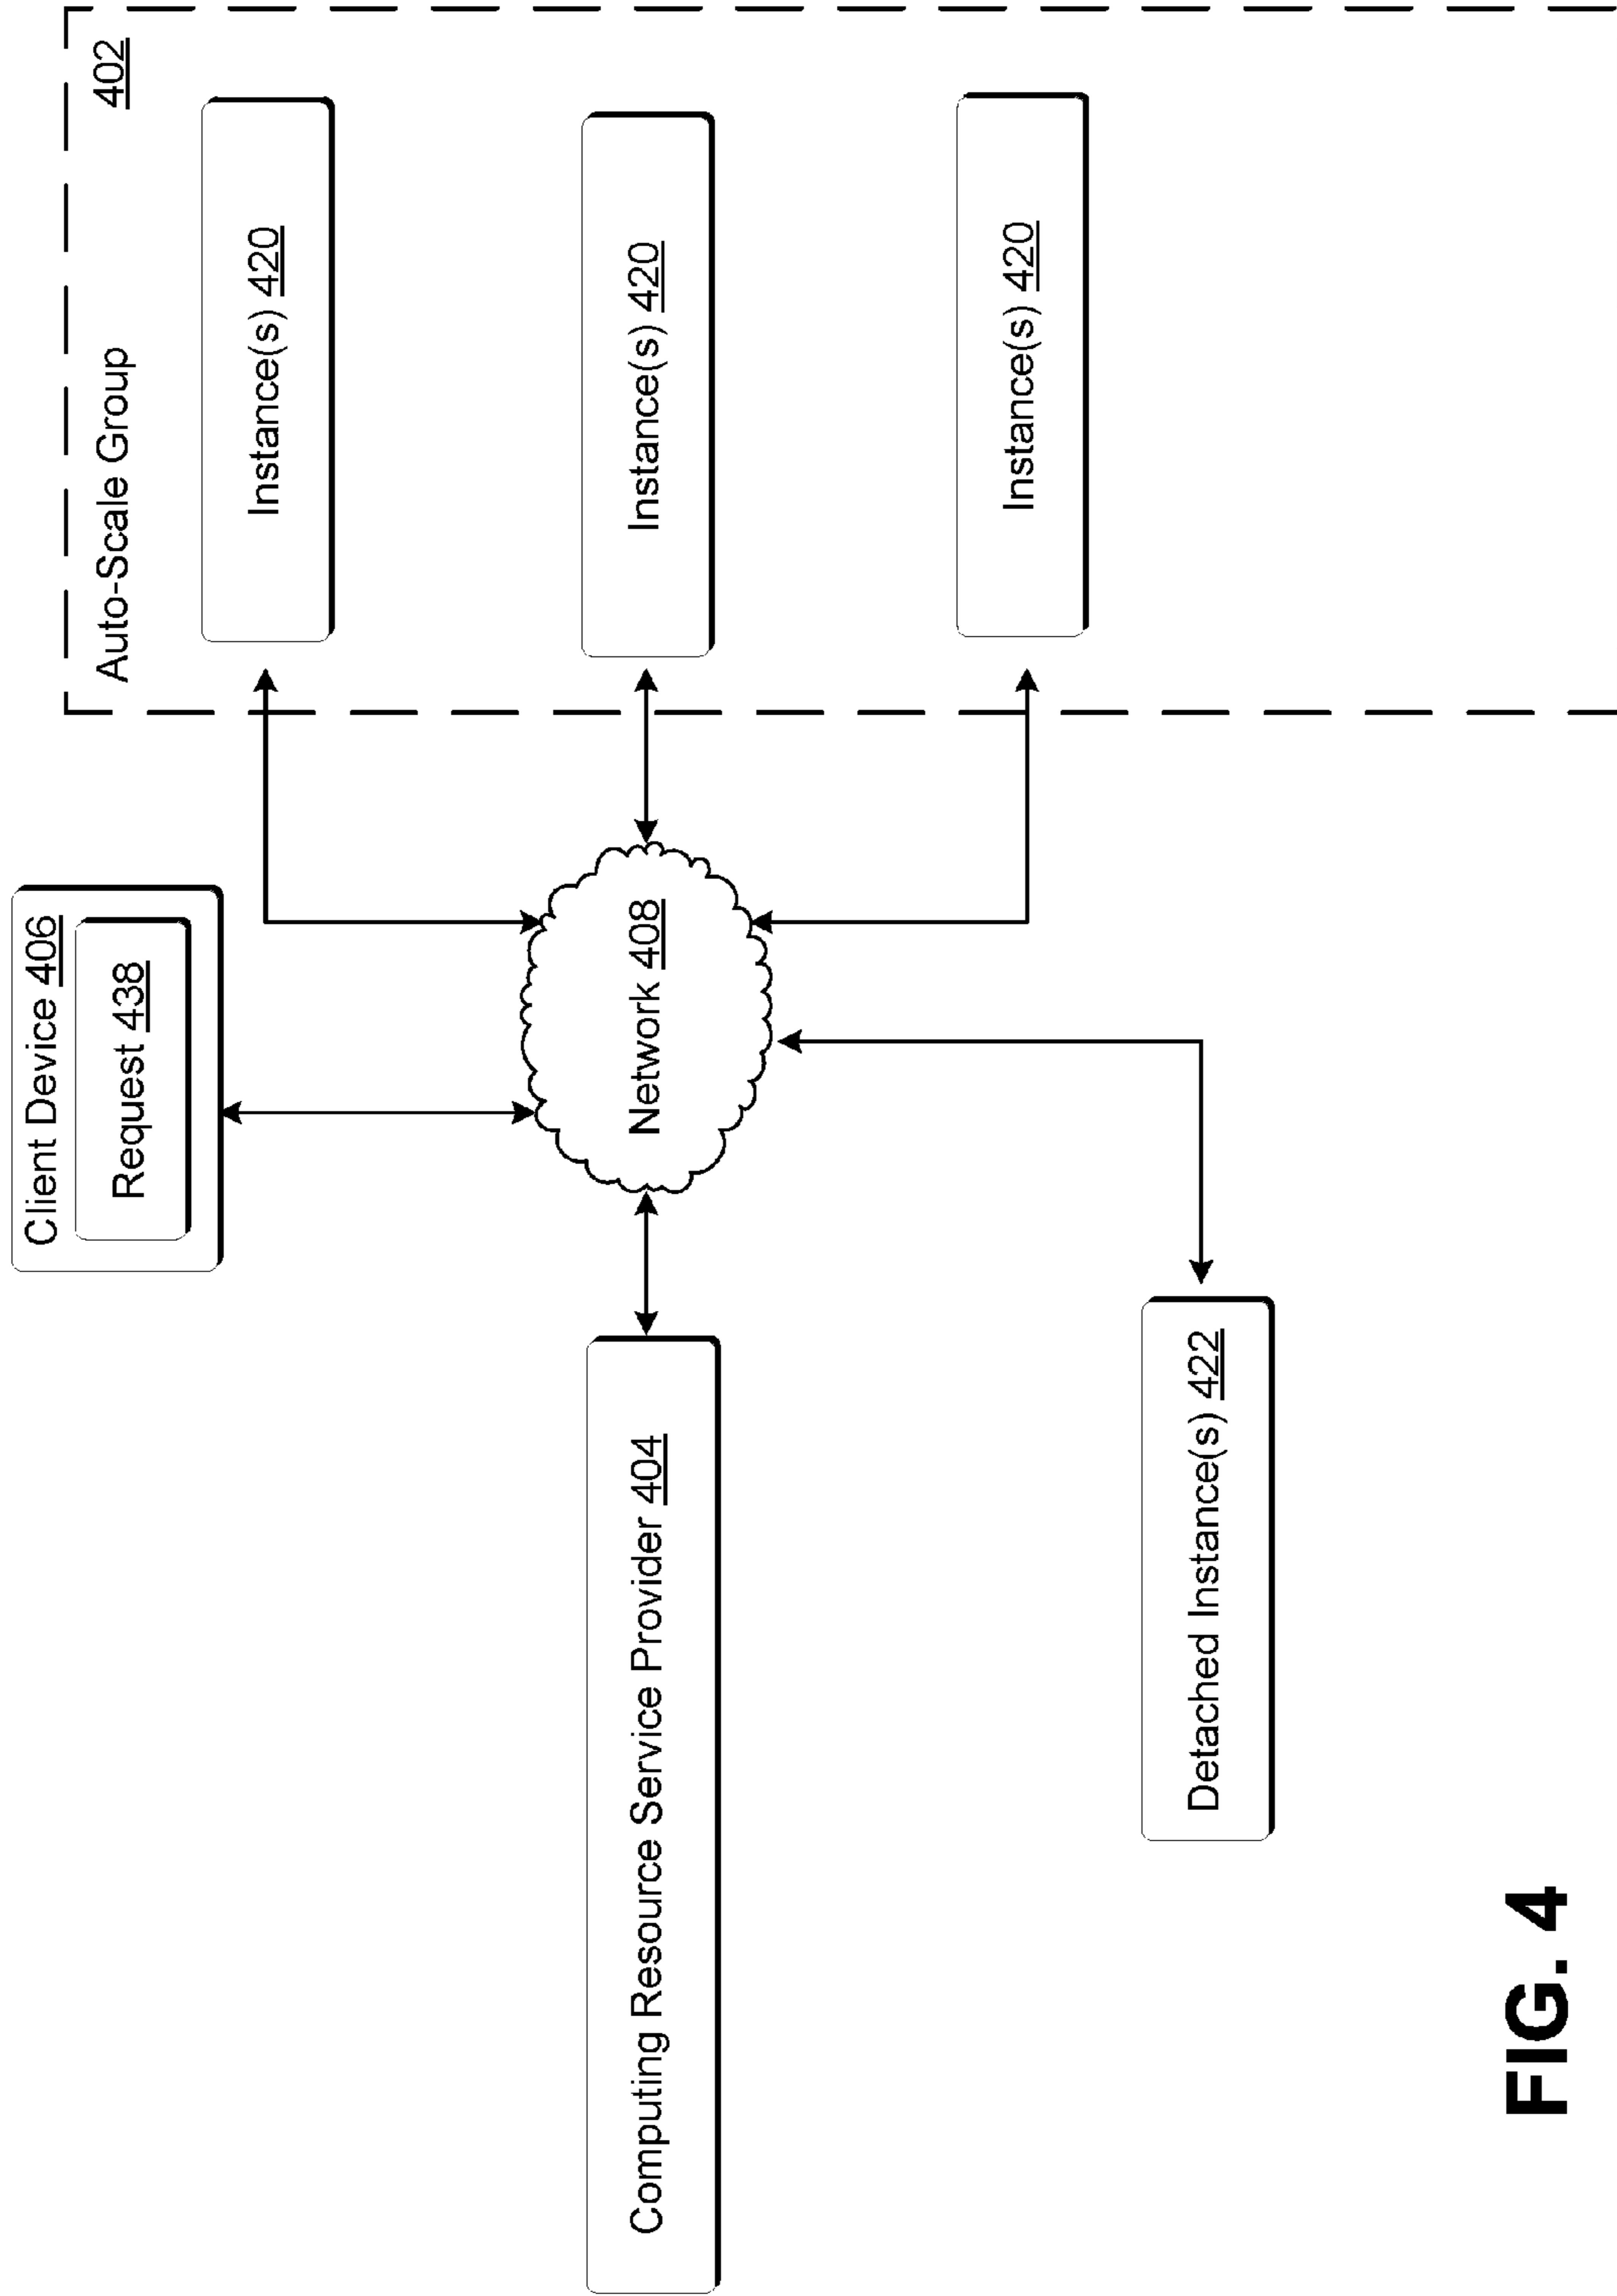 Client Device 406
Request 438
Auto-Scale Group
402
Instance(s) 420
Computing Resource Service Provider 404
Network 408
Instance(s) 420
Instance(s) 420
Detached Instance(s) 422
FIG. 4